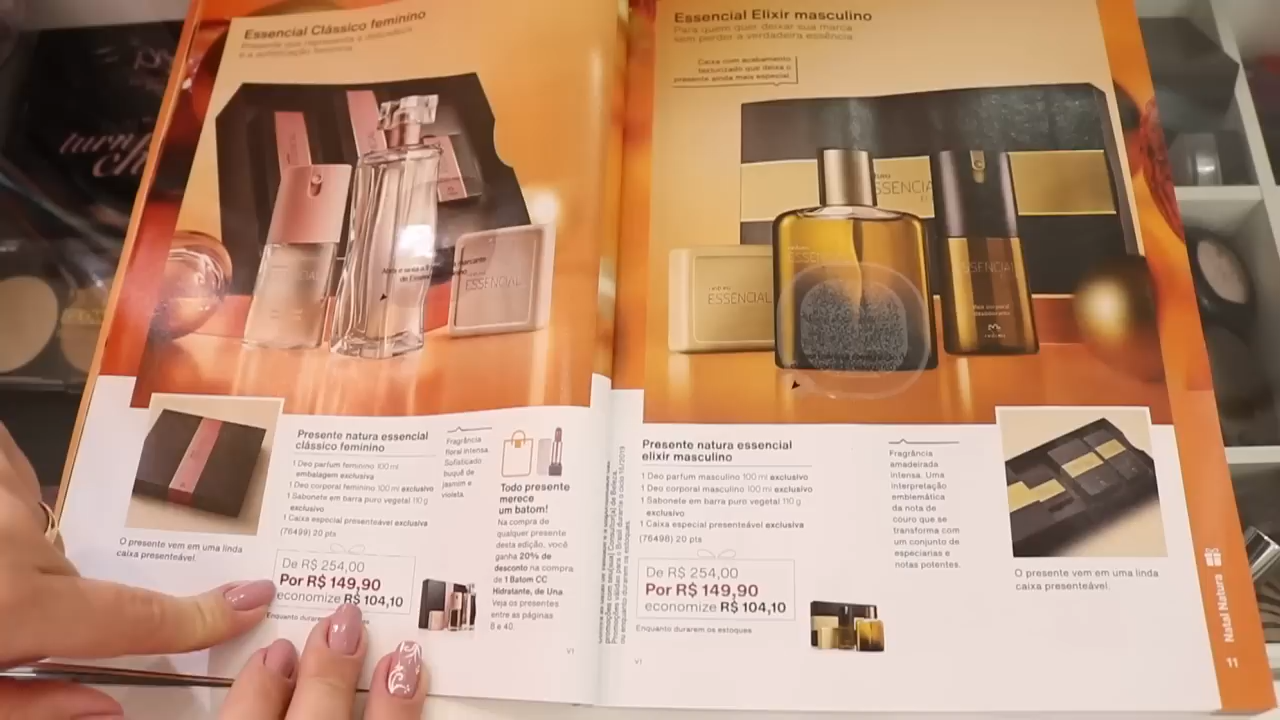 Essencial Clássico feminino
Presente que representa a
Essencial Elixir masculino
Para quem quer deixar sua marca
sem perder a verdadeira essência
Caixa com acabamento
texturizado que deixa o
presente ainda mais especial.
turn
ESSENCIAL
ESSENCIAL
ESSENCIAL
natura
Presente natura essencial
clássico feminino
1 Deo parfum feminino 100 ml
embalagem exclusiva
1 Deo corporal feminino 100 ml exclusivo
1 Sabonete em barra puro vegetal 110 g
exclusivo
1 Caixa especial presenteável exclusiva
(76499) 20 pts
De R$ 254,00
Por R$ 149,90
economize R$ 104,10
Enquanto
O presente vem em uma linda
caixa presenteável.
Fragrância
floral intensa.
Sofisticado
buquê de
jasmim e
violeta.
Todo presente
merece
um batom!
Na compra de
qualquer presente
desta edição, você
ganha 20% de
desconto na compra
de 1 Batom CC
Hidratante, de Una
Veja os presentes
entre as páginas
8 e 40.
V1
Presente natura essencial
elixir masculino
1 Deo parfum masculino 100 ml exclusivo
1 Deo corporal masculino 100 ml exclusivo
1 Sabonete em barra puro vegetal 110 g
exclusivo
1 Caixa especial presenteável exclusiva
(76498) 20 pts
De R$ 254,00
Por R$ 149,90
economize R$ 104,10
Enquanto durarem os estoques
V1
Fragrância
amadeirada
intensa. Uma
interpretação
emblemática
da nota de
couro que se
transforma com
um conjunto de
especiarias e
notas potentes.
O presente vem em uma linda
caixa presenteável.
Natal Natura
11